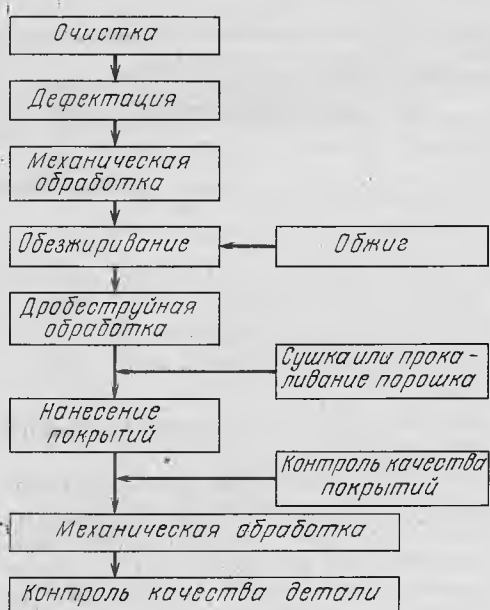 Очистка
Дефектация
Механическая
обработка
Обезжиривание
Обжиг
Дробеструйная
обработка
Сушка или прока-
ливание порошка
Нанесение
покрытий
Контроль качества
покрытий
Механическая обработка
Контроль качества детали